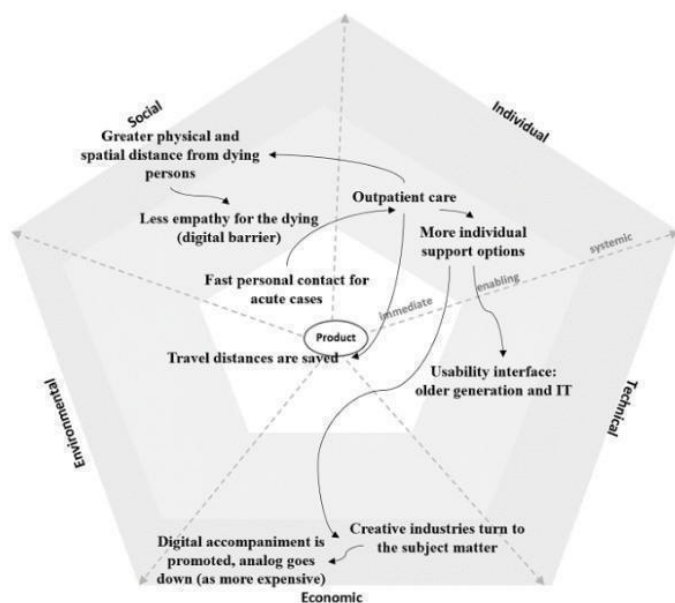 Social
Individual
Greater physical and
spatial distance from dying
persons
Outpatient care
Less empathy for the dying
(digital barrier)
More individual
support options
systemic
enabling
immediate
Fast personal contact for
acute cases
Product
Travel distances are saved
Usability interface:
older generation and IT
Environmental
Technical
Creative industries turn to
the subject matter
Digital accompaniment is
promoted, analog goes
down (as more expensive)
Economic